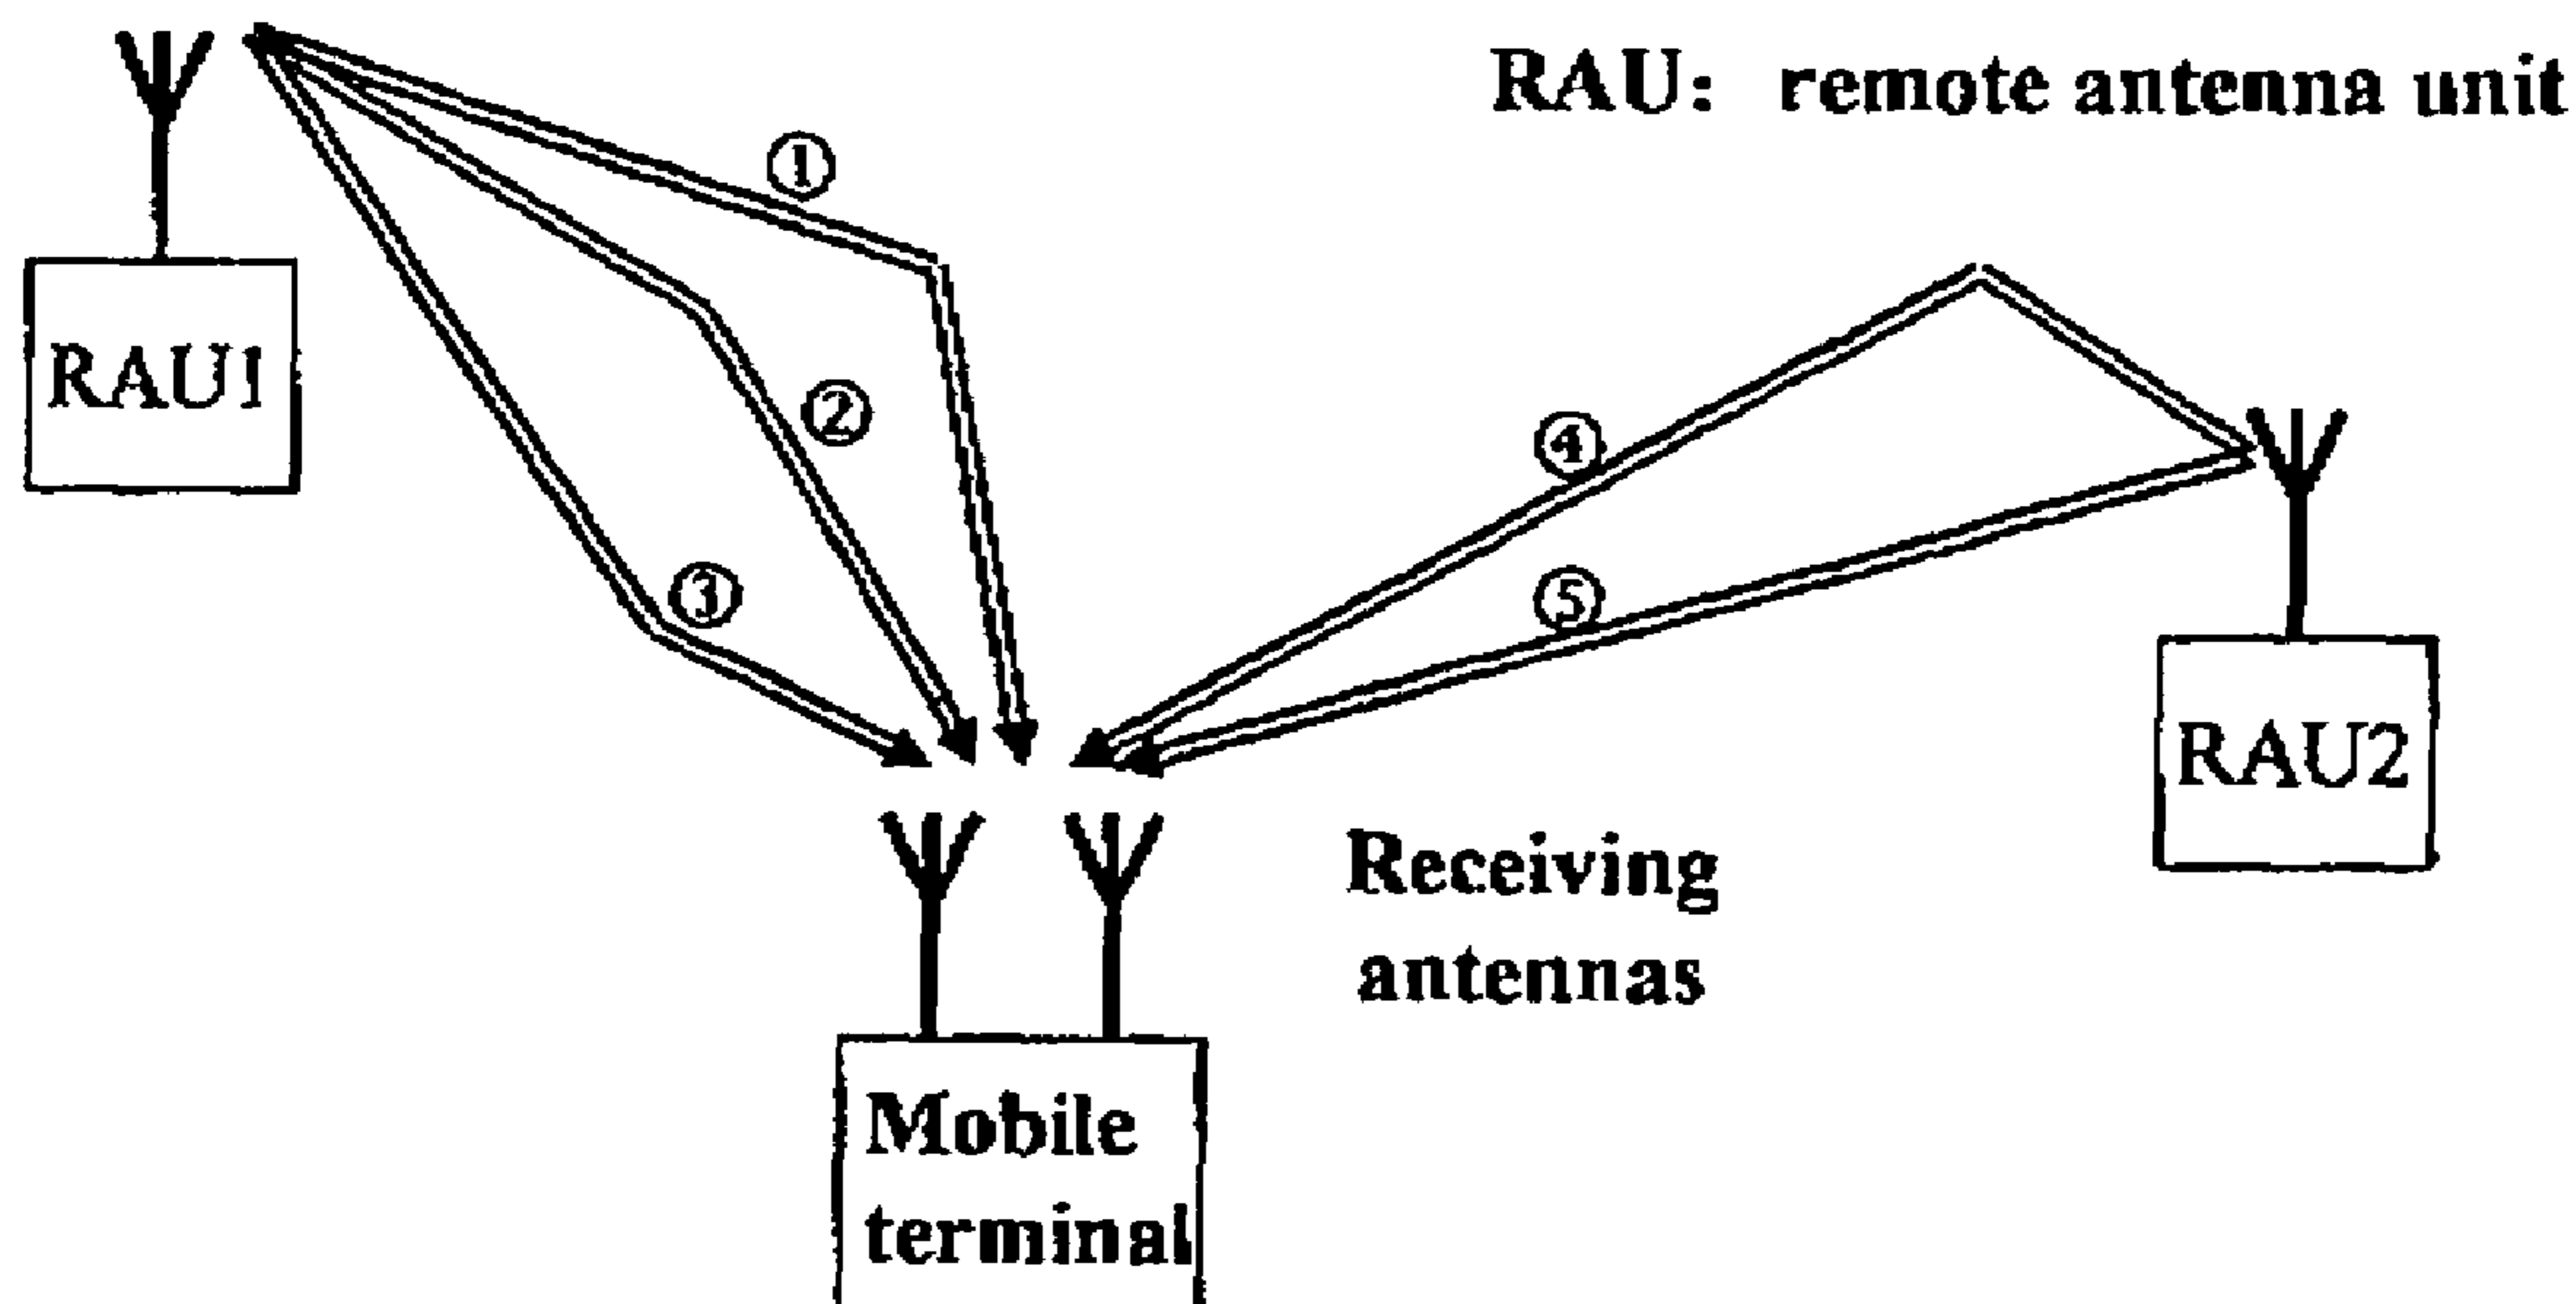 RAU: remote antenna unit
①
RAU1
②
④
③
⑤
RAU2
Receiving
antennas
Mobile
terminal